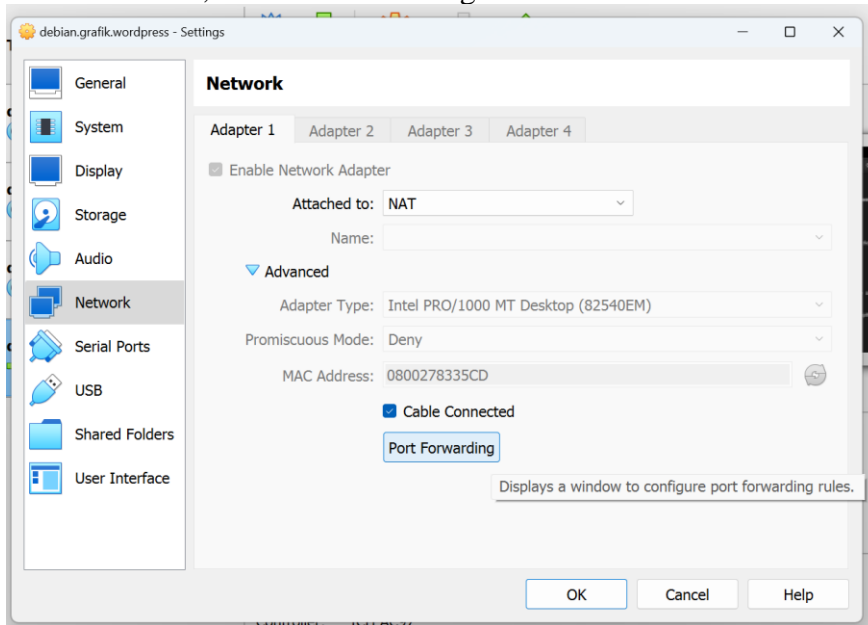 debian.grafik.wordpress - Settings
General
System
Display
Storage
Audio
Network
Serial Ports
USB
Shared Folders
User Interface
Network
Adapter 1 Adapter 2 Adapter 3 Adapter 4
Enable Network Adapter
Attached to: NAT
Name:
Advanced
Adapter Type: Intel PRO/1000 MT Desktop (82540EM)
Promiscuous Mode: Deny
MAC Address: 0800278335CD
Cable Connected
Port Forwarding
Displays a window to configure port forwarding rules.
OK Cancel Help